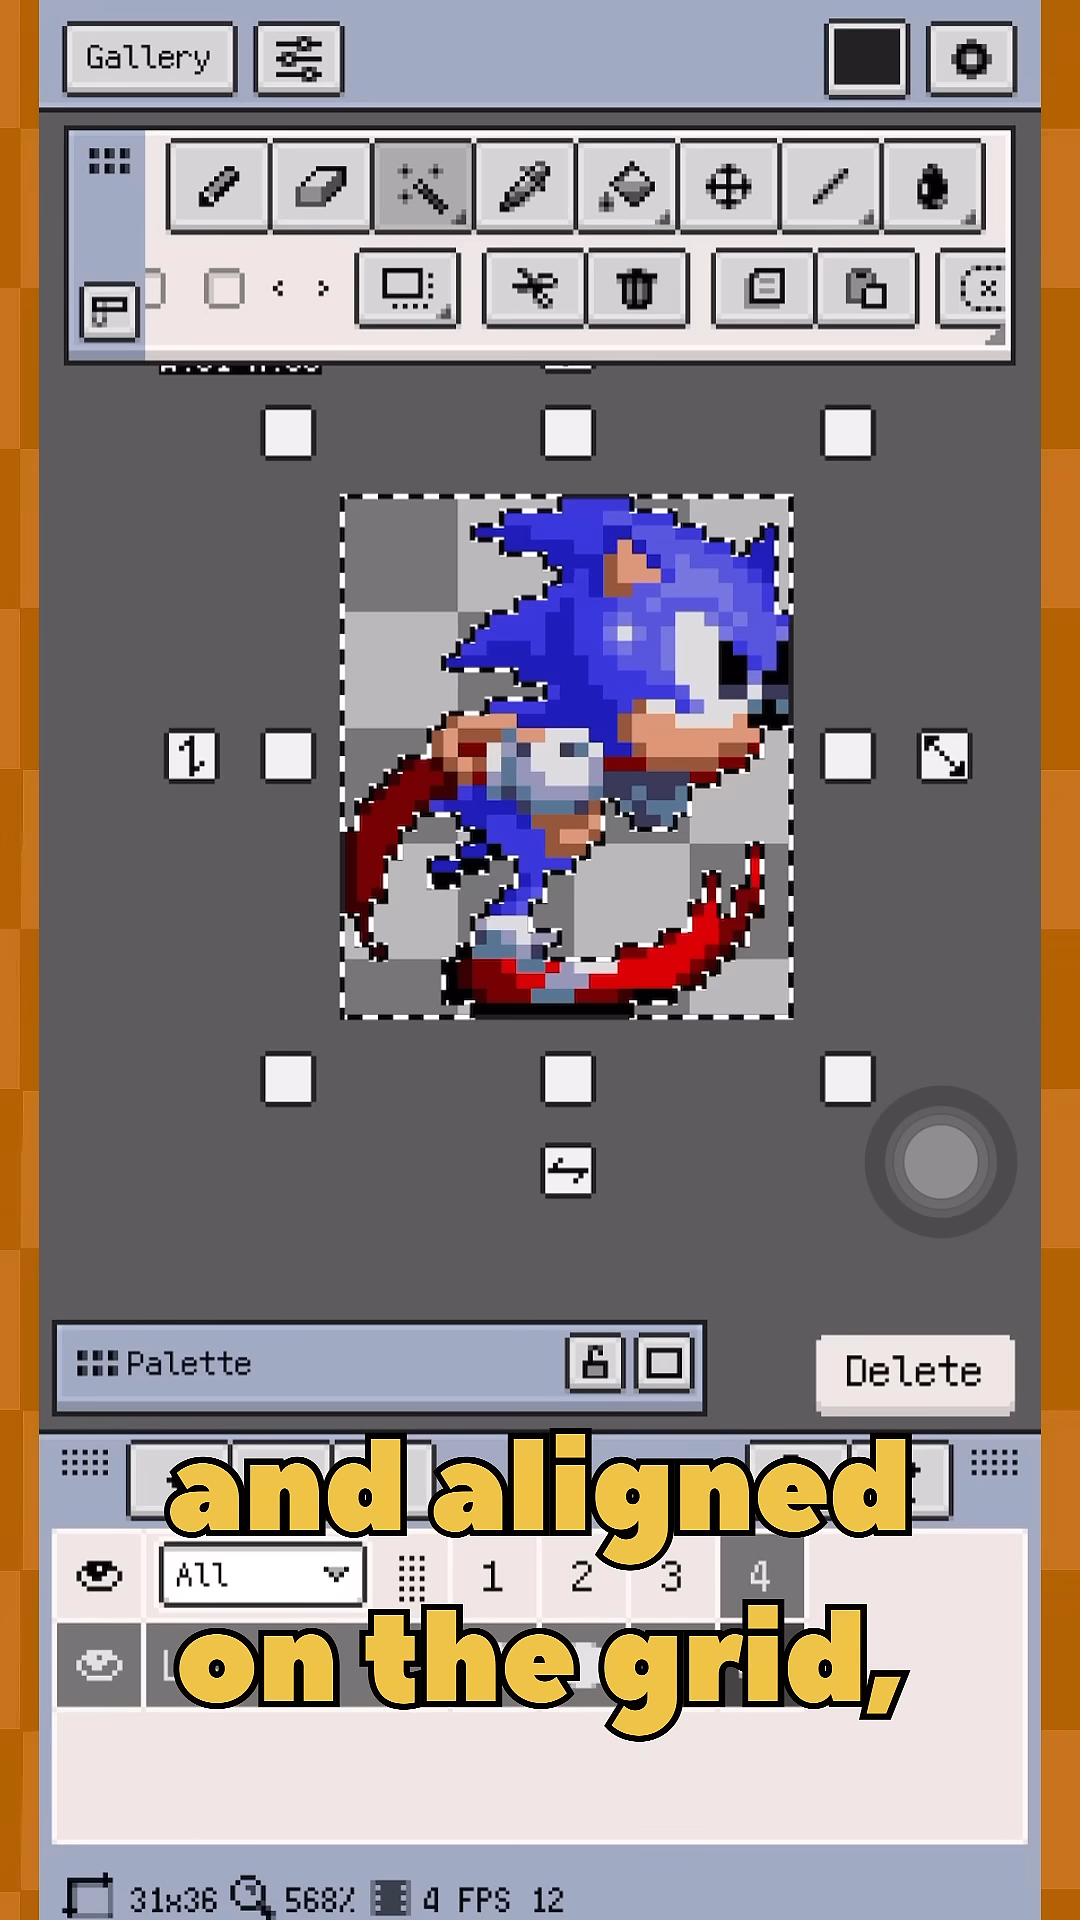 Gallery
Palette
Delete
and aligned
All
1 2 3 4
on the grid,
31x36 568% 4 FPS 12